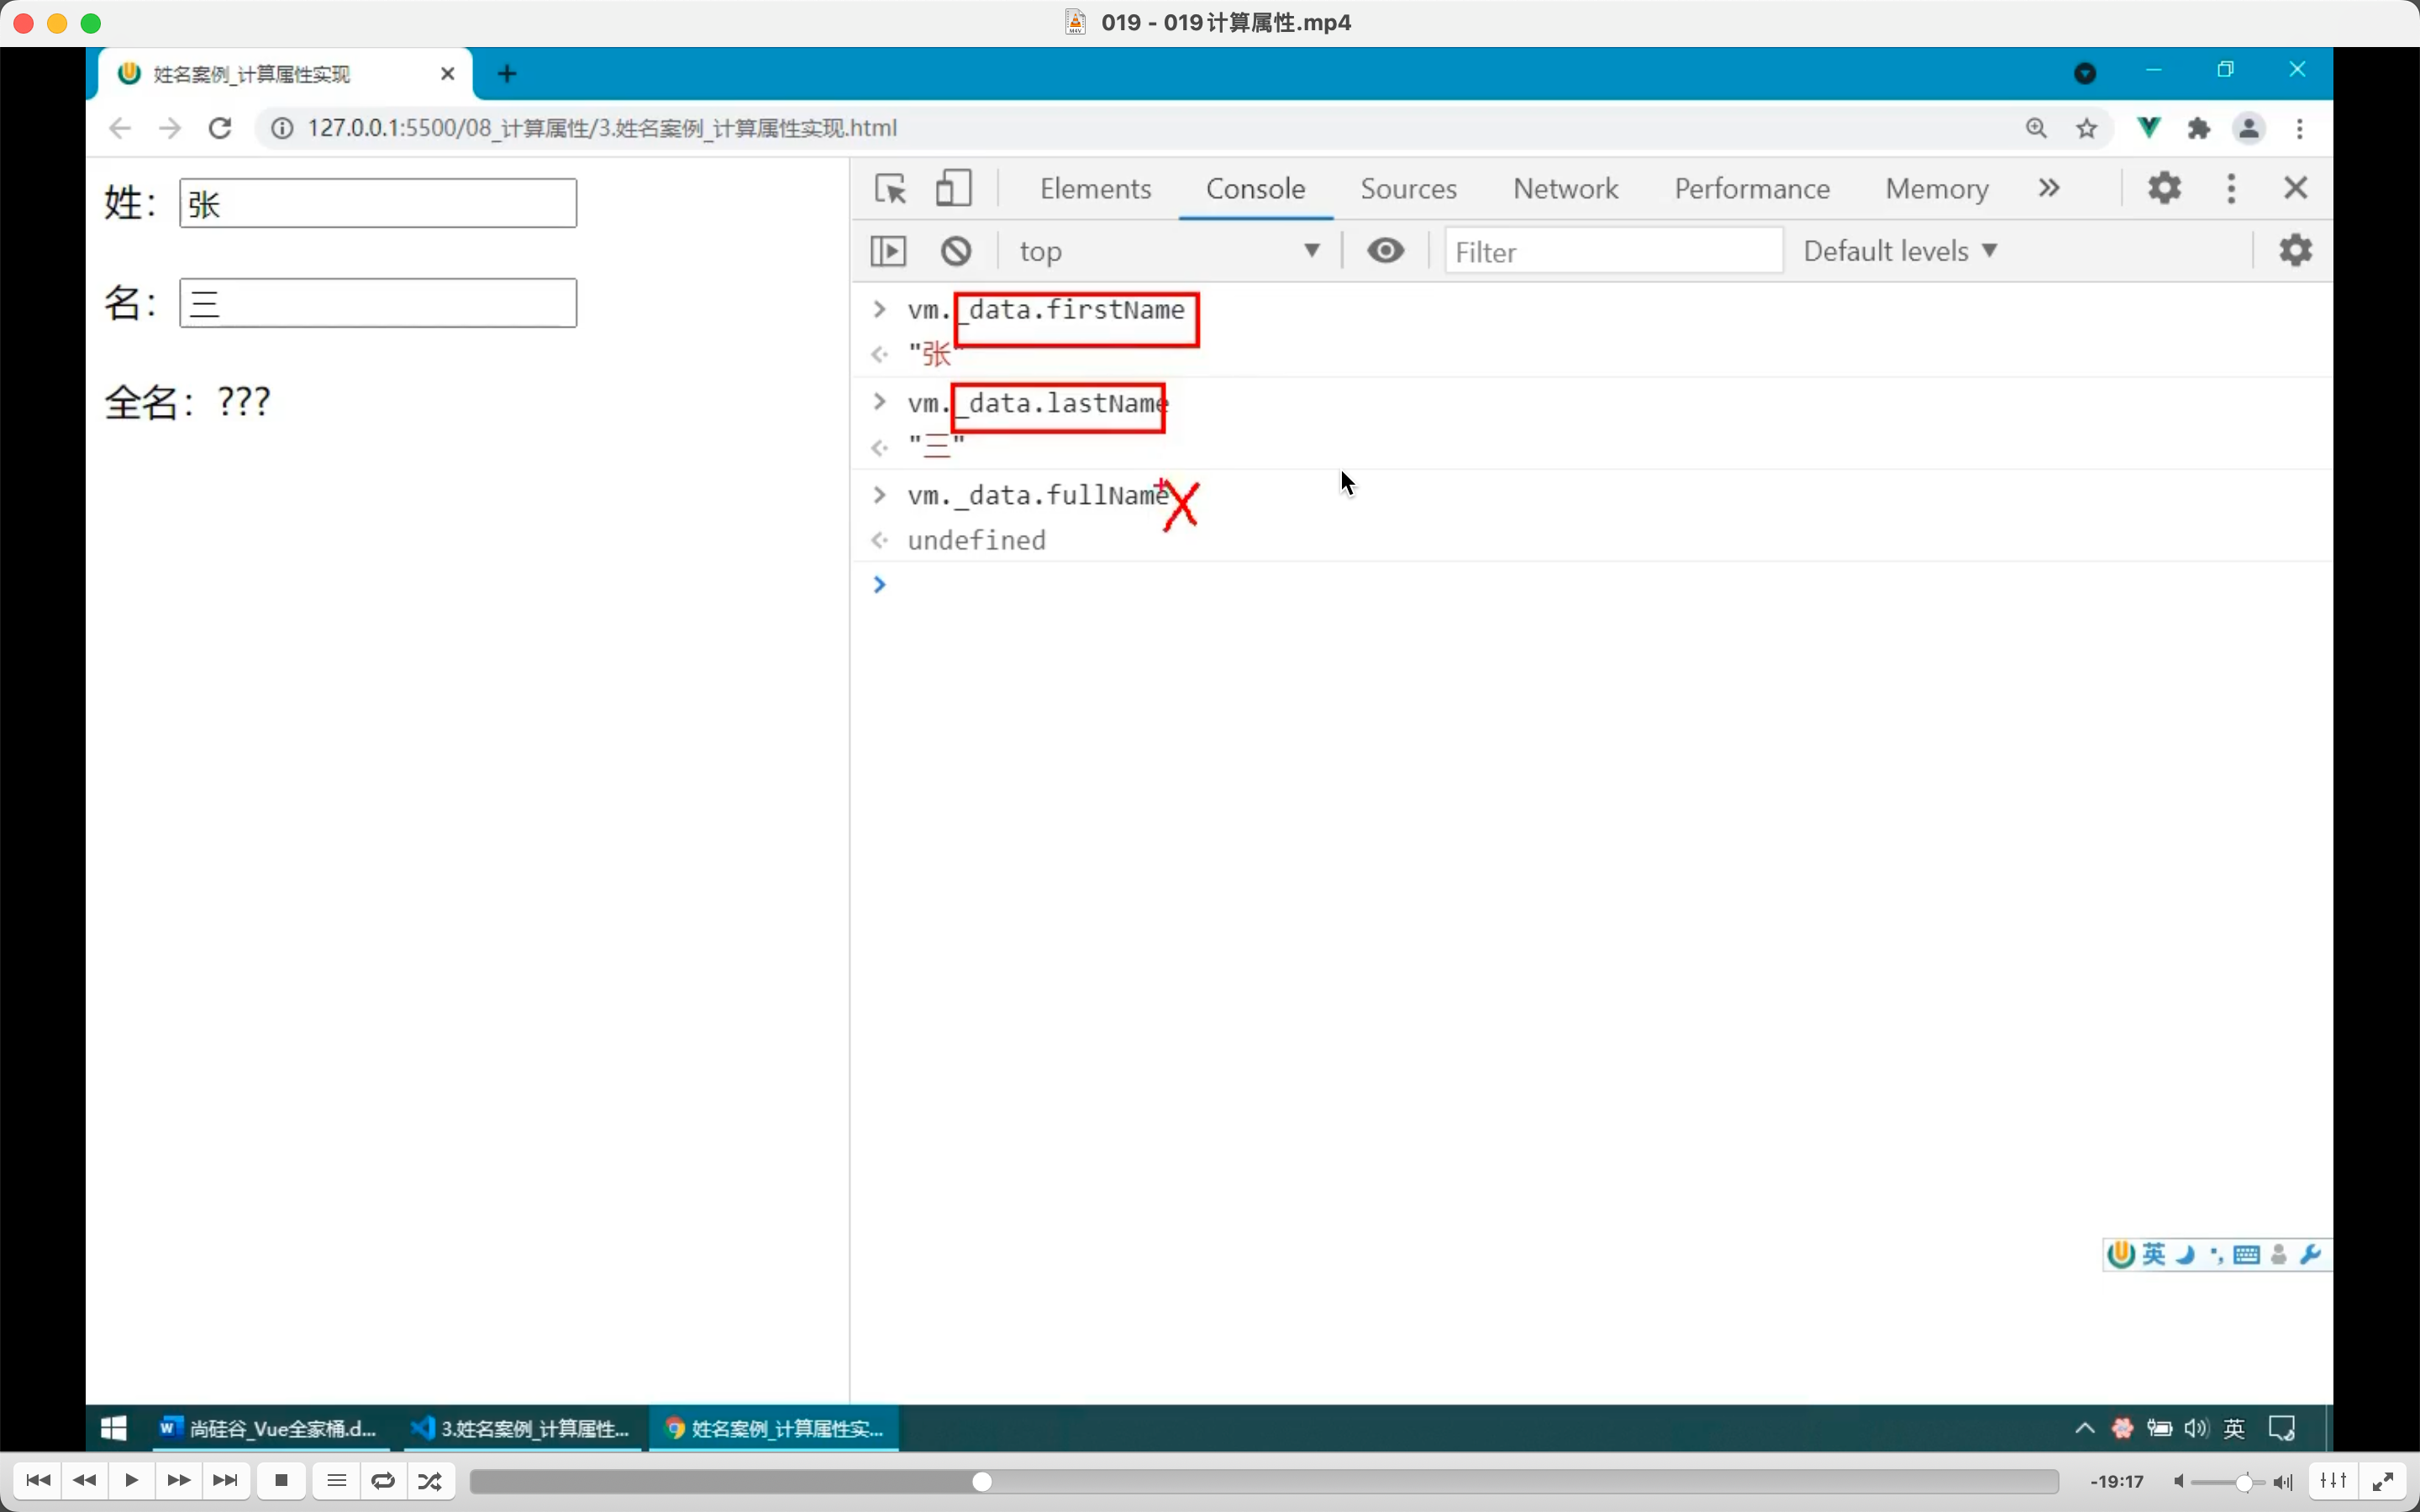 019 - 019计算属性.mp4
姓名案例_计算属性实现
127.0.0.1:5500/08_计算属性/3.姓名案例_计算属性实现.html
姓： 张
名： 三
全名：???
Elements Console Sources Network Performance Memory
top Filter Default levels
vm._data.firstName
"张"
vm._data.lastName
"三"
vm._data.fullName
undefined
英
尚硅谷_Vue全家桶.d...
3.姓名案例_计算属性...
姓名案例_计算属性实...
英
-19:17